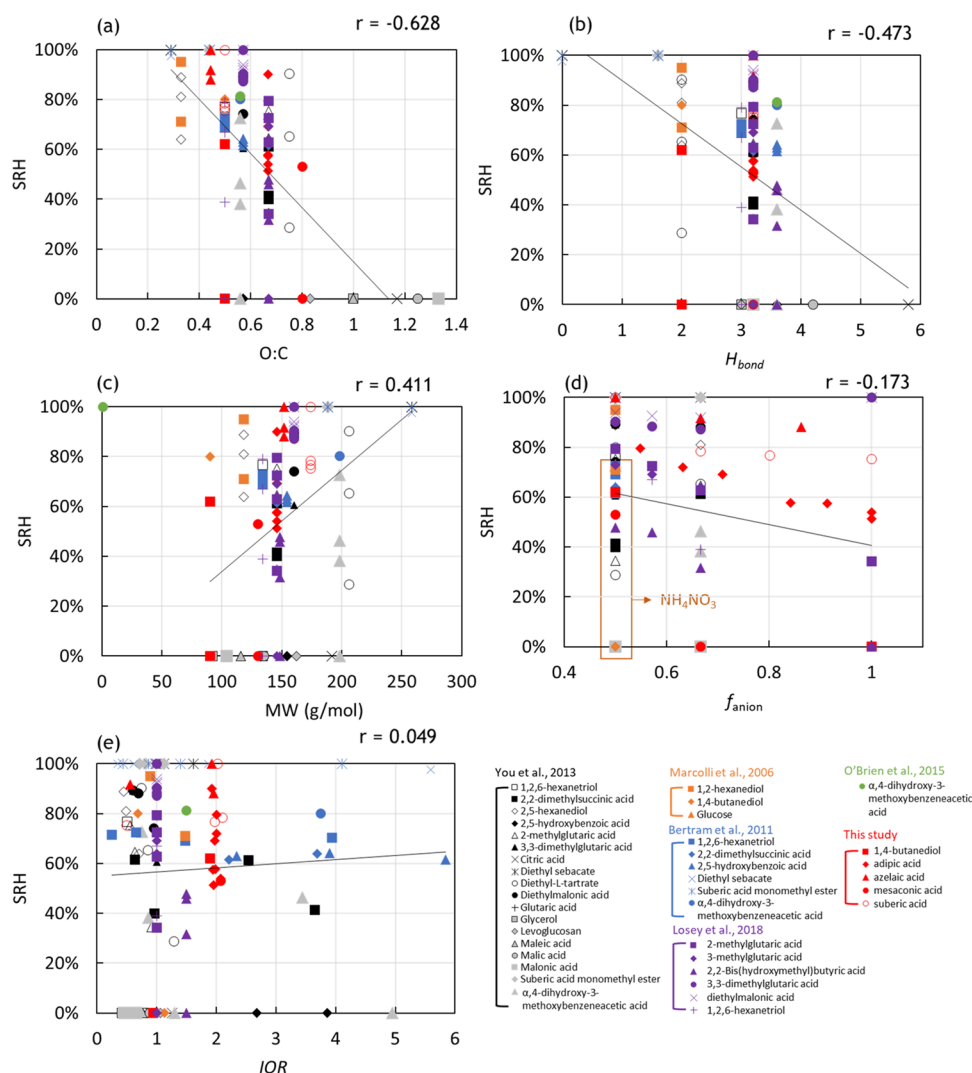 (a)
r = -0.628
SRH
100%
80%
60%
40%
20%
0%
0 0.2 0.4 0.6 0.8 1 1.2 1.4
O:C
(b)
r = -0.473
SRH
100%
80%
60%
40%
20%
0%
0 1 2 3 4 5 6
H_bond
(c)
r = 0.411
SRH
100%
80%
60%
40%
20%
0%
0 50 100 150 200 250 300
MW (g/mol)
(d)
r = -0.173
SRH
100%
80%
60%
40%
20%
0%
NH₄NO₃
0.4 0.6 0.8 1
f_anion
(e)
r = 0.049
SRH
100%
80%
60%
40%
20%
0%
0 1 2 3 4 5 6
IOR
You et al., 2013
1,2,6-hexanetriol
2,2-dimethylsuccinic acid
2,5-hexanediol
2,5-hydroxybenzoic acid
2-methylglutaric acid
3,3-dimethylglutaric acid
Citric acid
Diethyl sebacate
Diethyl-L-tartrate
Diethylmalonic acid
Glutaric acid
Glycerol
Levoglucosan
Maleic acid
Malic acid
Malonic acid
Suberic acid monomethyl ester
α,4-dihydroxy-3-
methoxybenzeneacetic acid
Marcolli et al., 2006
1,2-hexanediol
1,4-butanediol
Glucose
Bertram et al., 2011
1,2,6-hexanetriol
2,2-dimethylsuccinic acid
2,5-hydroxybenzoic acid
Diethyl sebacate
Suberic acid monomethyl ester
α,4-dihydroxy-3-
methoxybenzeneacetic acid
Losey et al., 2018
2-methylglutaric acid
3-methylglutaric acid
2,2-Bis(hydroxymethyl)butyric acid
3,3-dimethylglutaric acid
diethylmalonic acid
1,2,6-hexanetriol
O'Brien et al., 2015
α,4-dihydroxy-3-
methoxybenzeneacetic acid
This study
1,4-butanediol
adipic acid
azelaic acid
mesaconic acid
suberic acid